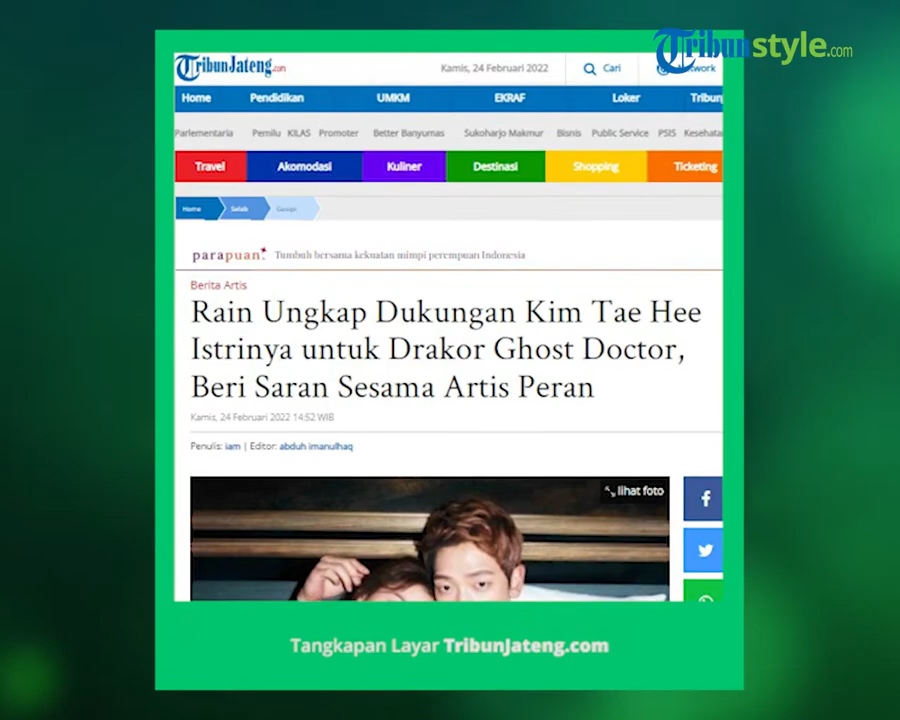 Tribunstyle.com
TribunJateng.com
Kamis, 24 Februari 2022
Cari
Home Pendidikan UMKM EKRAF Loker Tribun
Parlementaria Pemilu KILAS Promoter Better Banyumas Sukoharjo Makmur Bisnis Public Service PSIS Kesehata
Travel Akomodasi Kuliner Destinasi Shopping Ticketing
Home Seleb Gosip
parapuan. Tumbuh bersama kekuatan mimpi perempuan Indonesia
Berita Artis
Rain Ungkap Dukungan Kim Tae Hee
Istrinya untuk Drakor Ghost Doctor,
Beri Saran Sesama Artis Peran
Kamis, 24 Februari 2022 14:52 WIB
Penulis: iam | Editor: abduh imanulhaq
lihat foto
Tangkapan Layar TribunJateng.com